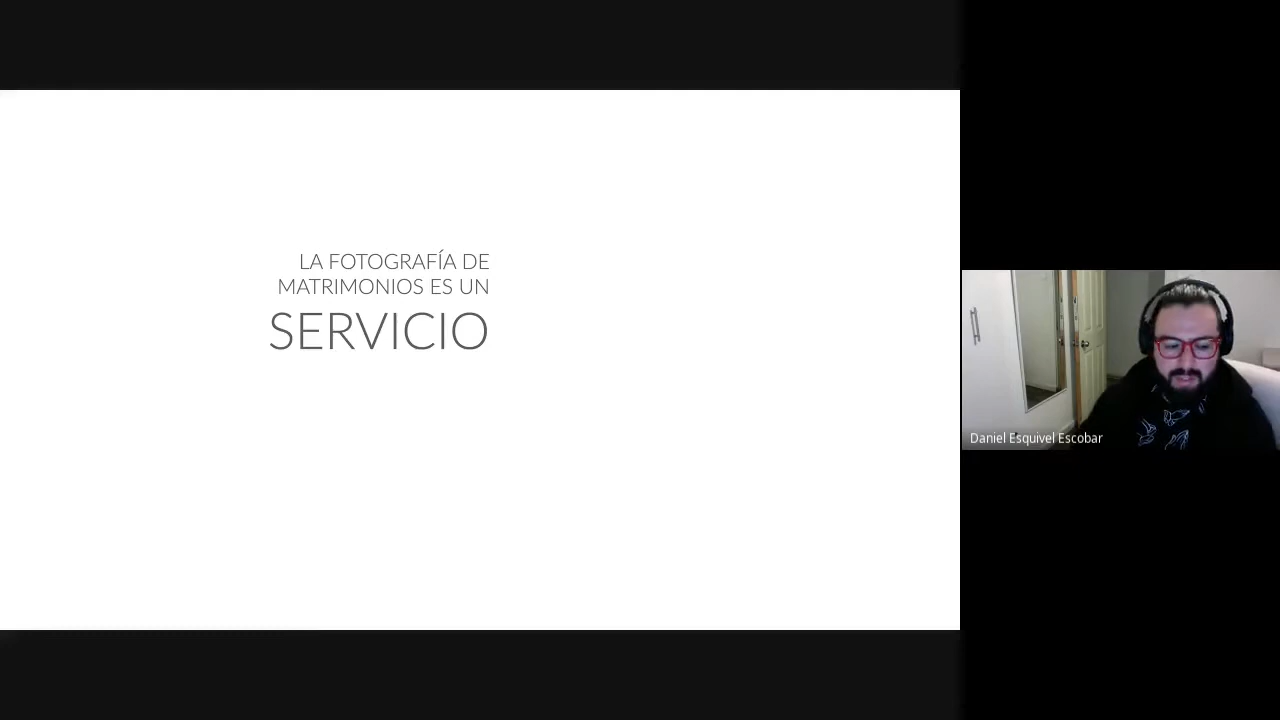 LA FOTOGRAFÍA DE
MATRIMONIOS ES UN
SERVICIO
Daniel Esquivel Escobar